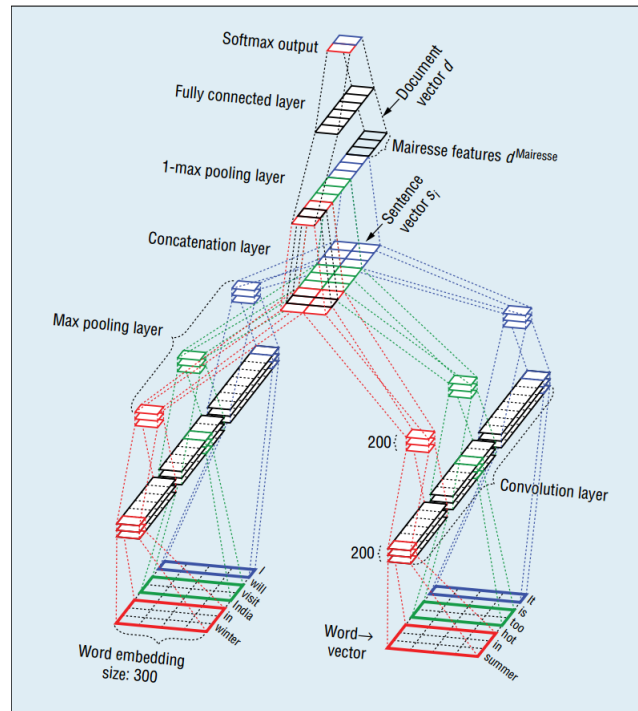 Softmax output
Fully connected layer
Document
vector d
Mairesse features d^Mairesse
1-max pooling layer
Sentence
vector s_i
Concatenation layer
Max pooling layer
200
Convolution layer
200
I
will
visit
India
in
winter
It
is
too
hot
in
summer
Word→
vector
Word embedding
size: 300